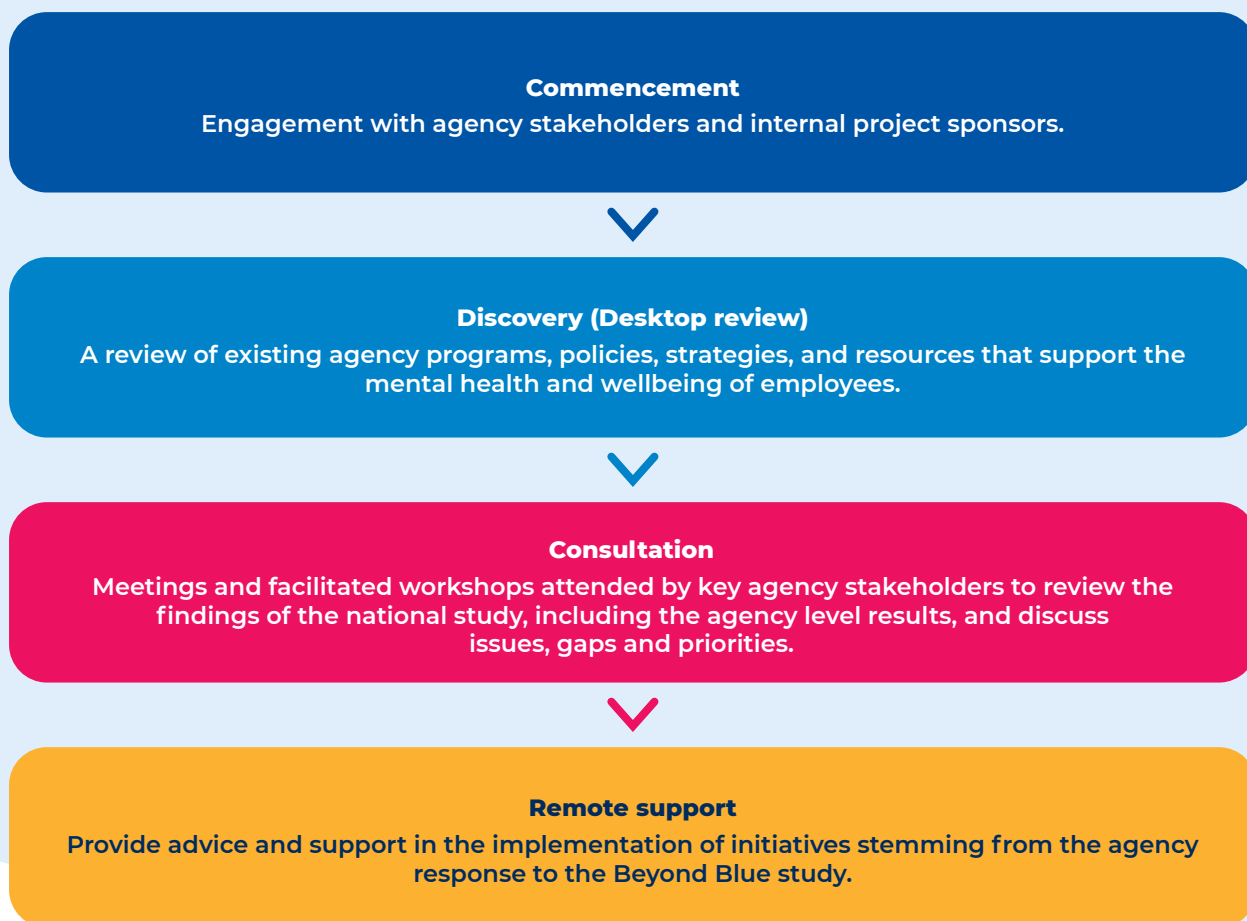 Commencement
Engagement with agency stakeholders and internal project sponsors.
Discovery (Desktop review)
A review of existing agency programs, policies, strategies, and resources that support the
mental health and wellbeing of employees.
Consultation
Meetings and facilitated workshops attended by key agency stakeholders to review the
findings of the national study, including the agency level results, and discuss
issues, gaps and priorities.
Remote support
Provide advice and support in the implementation of initiatives stemming from the agency
response to the Beyond Blue study.